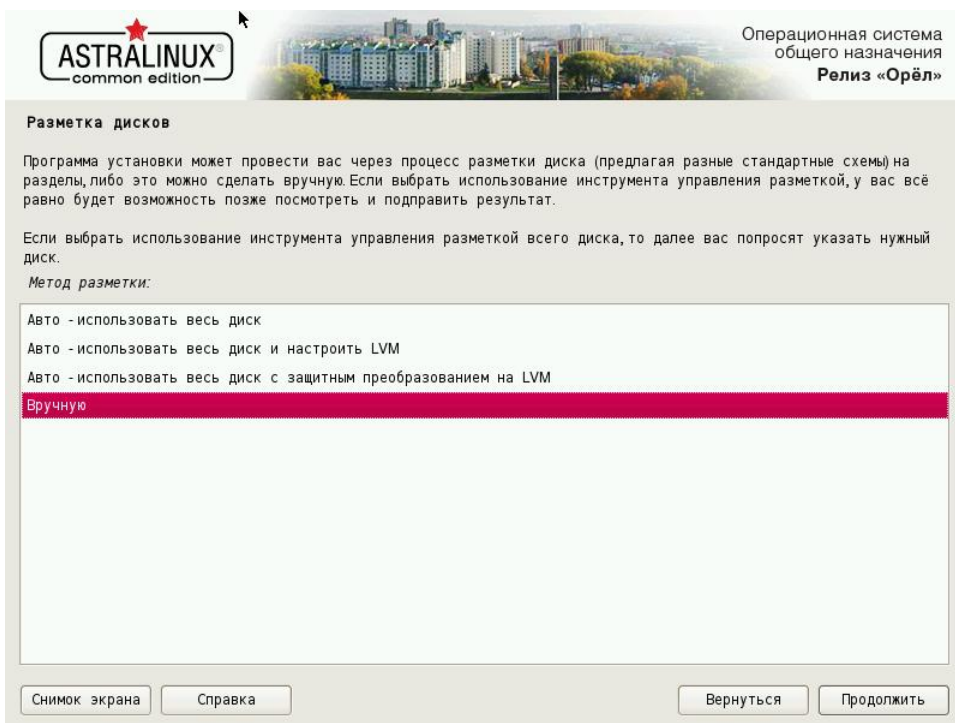 ASTRALINUX®
common edition
Операционная система
общего назначения
Релиз «Орёл»
Разметка дисков
Программа установки может провести вас через процесс разметки диска (предлагая разные стандартные схемы) на
разделы, либо это можно сделать вручную. Если выбрать использование инструмента управления разметкой, у вас всё
равно будет возможность позже посмотреть и подправить результат.
Если выбрать использование инструмента управления разметкой всего диска, то далее вас попросят указать нужный
диск.
Метод разметки:
Авто - использовать весь диск
Авто - использовать весь диск и настроить LVM
Авто - использовать весь диск с защитным преобразованием на LVM
Вручную
Снимок экрана
Справка
Вернуться
Продолжить